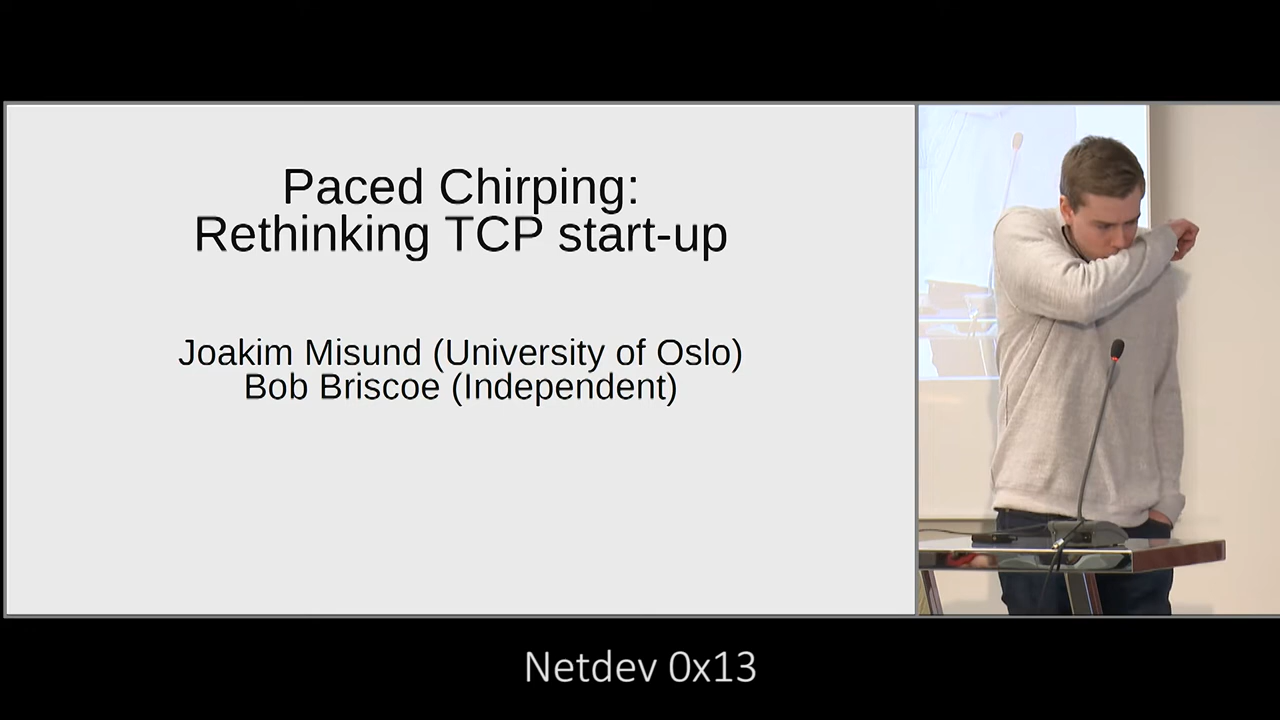 Paced Chirping:
Rethinking TCP start-up
Joakim Misund (University of Oslo)
Bob Briscoe (Independent)
Netdev 0x13